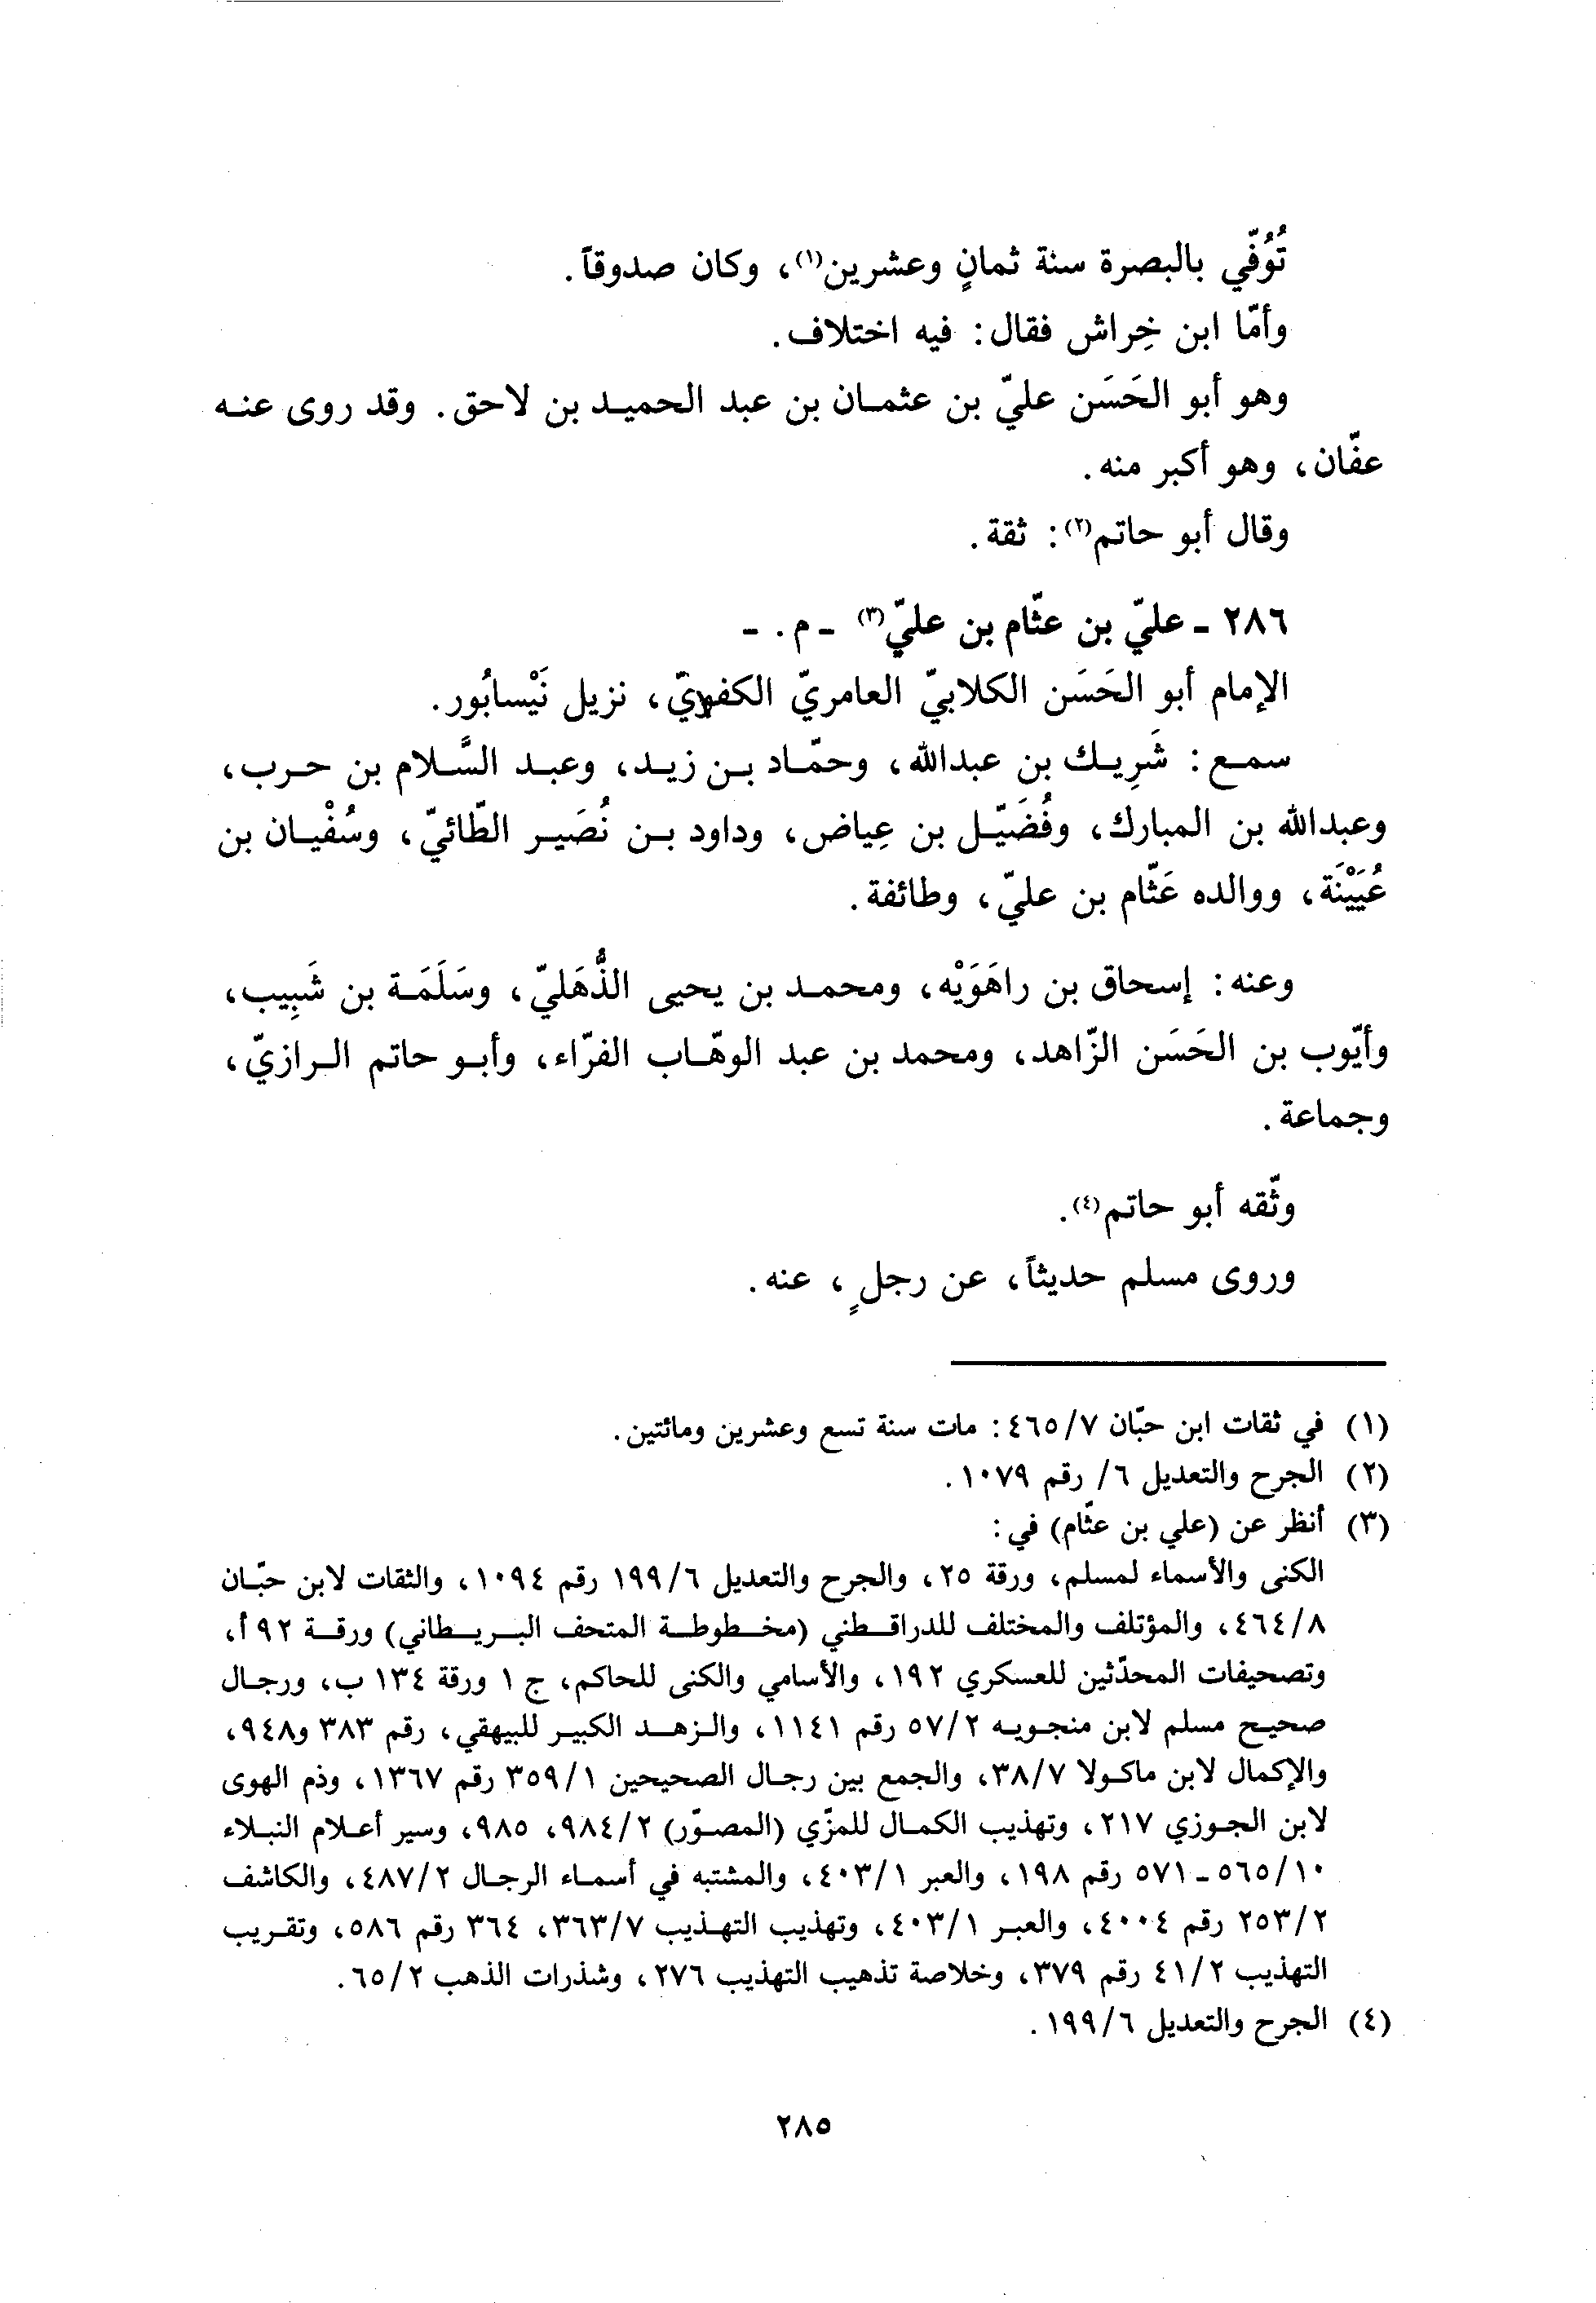 تُوُفّي بالبصرة سنة ثمانٍ وعشرين(١)، وكان صدوقاً.
وأمّا ابن خِراش فقال: فيه اختلاف.
وهو أبو الحَسَن عليّ بن عثمان بن عبد الحميد بن لاحق. وقد روى عنه
عفّان، وهو أكبر منه.
وقال أبو حاتم(٢): ثقة.
٢٨٦ - عليّ بن عثّام بن عليّ(٣) - م. -
الإمام أبو الحَسَن الكلابيّ العامريّ ، نزيل نَيْسابُور.
سمع: شَرِيك بن عبدالله، وحمّاد بن زيد، وعبد السَّلام بن حرب،
وعبدالله بن المبارك، وفُضَيّل بن عِياض، وداود بن نُصَير الطّائيّ، وسُفْيان بن
عُيَيْنَة، ووالده عَثّام بن عليّ، وطائفة.
وعنه: إسحاق بن راهَوَيْه، ومحمد بن يحيى الذُّهَليّ، وسَلَمَة بن شَبِيب،
وأيّوب بن الحَسَن الزّاهد، ومحمد بن عبد الوهّاب الفرّاء، وأبو حاتم الرازيّ،
وجماعة.
وثّقه أبو حاتم(٤).
وروى مسلم حديثاً، عن رجلٍ، عنه.
(١) في ثقات ابن حبّان ٤٦٥/٧: مات سنة تسع وعشرين ومائتين.
(٢) الجرح والتعديل ٦/ رقم ١٠٧٩.
(٣) أنظر عن (علي بن عثّام) في:
الكنى والأسماء لمسلم، ورقة ٢٥، والجرح والتعديل ١٩٩/٦ رقم ١٠٩٤، والثقات لابن حبّان
٤٦٤/٨، والمؤتلف والمختلف للدراقطني (مخطوطة المتحف البريطاني) ورقة ٩٢ أ،
وتصحيفات المحدّثين للعسكري ١٩٢، والأسامي والكنى للحاكم، ج ١ ورقة ١٣٤ ب، ورجال
صحيح مسلم لابن منجويه ٥٧/٢ رقم ١١٤١، والزهد الكبير للبيهقي، رقم ٣٨٣ و٩٤٨،
والإكمال لابن ماكولا ٣٨/٧، والجمع بين رجال الصحيحين ٣٥٩/١ رقم ١٣٦٧، وذم الهوى
لابن الجوزي ٢١٧، وتهذيب الكمال للمزّي (المصوّر) ٩٨٤/٢، ٩٨٥، وسير أعلام النبلاء
٥٦٥/١٠ - ٥٧١ رقم ١٩٨، والعبر ٤٠٣/١، والمشتبه في أسماء الرجال ٤٨٧/٢، والكاشف
٢٥٣/٢ رقم ٤٠٠٤، والعبر ٤٠٣/١، وتهذيب التهذيب ٣٦٣/٧، ٣٦٤ رقم ٥٨٦، وتقريب
التهذيب ٤١/٢ رقم ٣٧٩، وخلاصة تذهيب التهذيب ٢٧٦، وشذرات الذهب ٦٥/٢.
(٤) الجرح والتعديل ١٩٩/٦.
٢٨٥